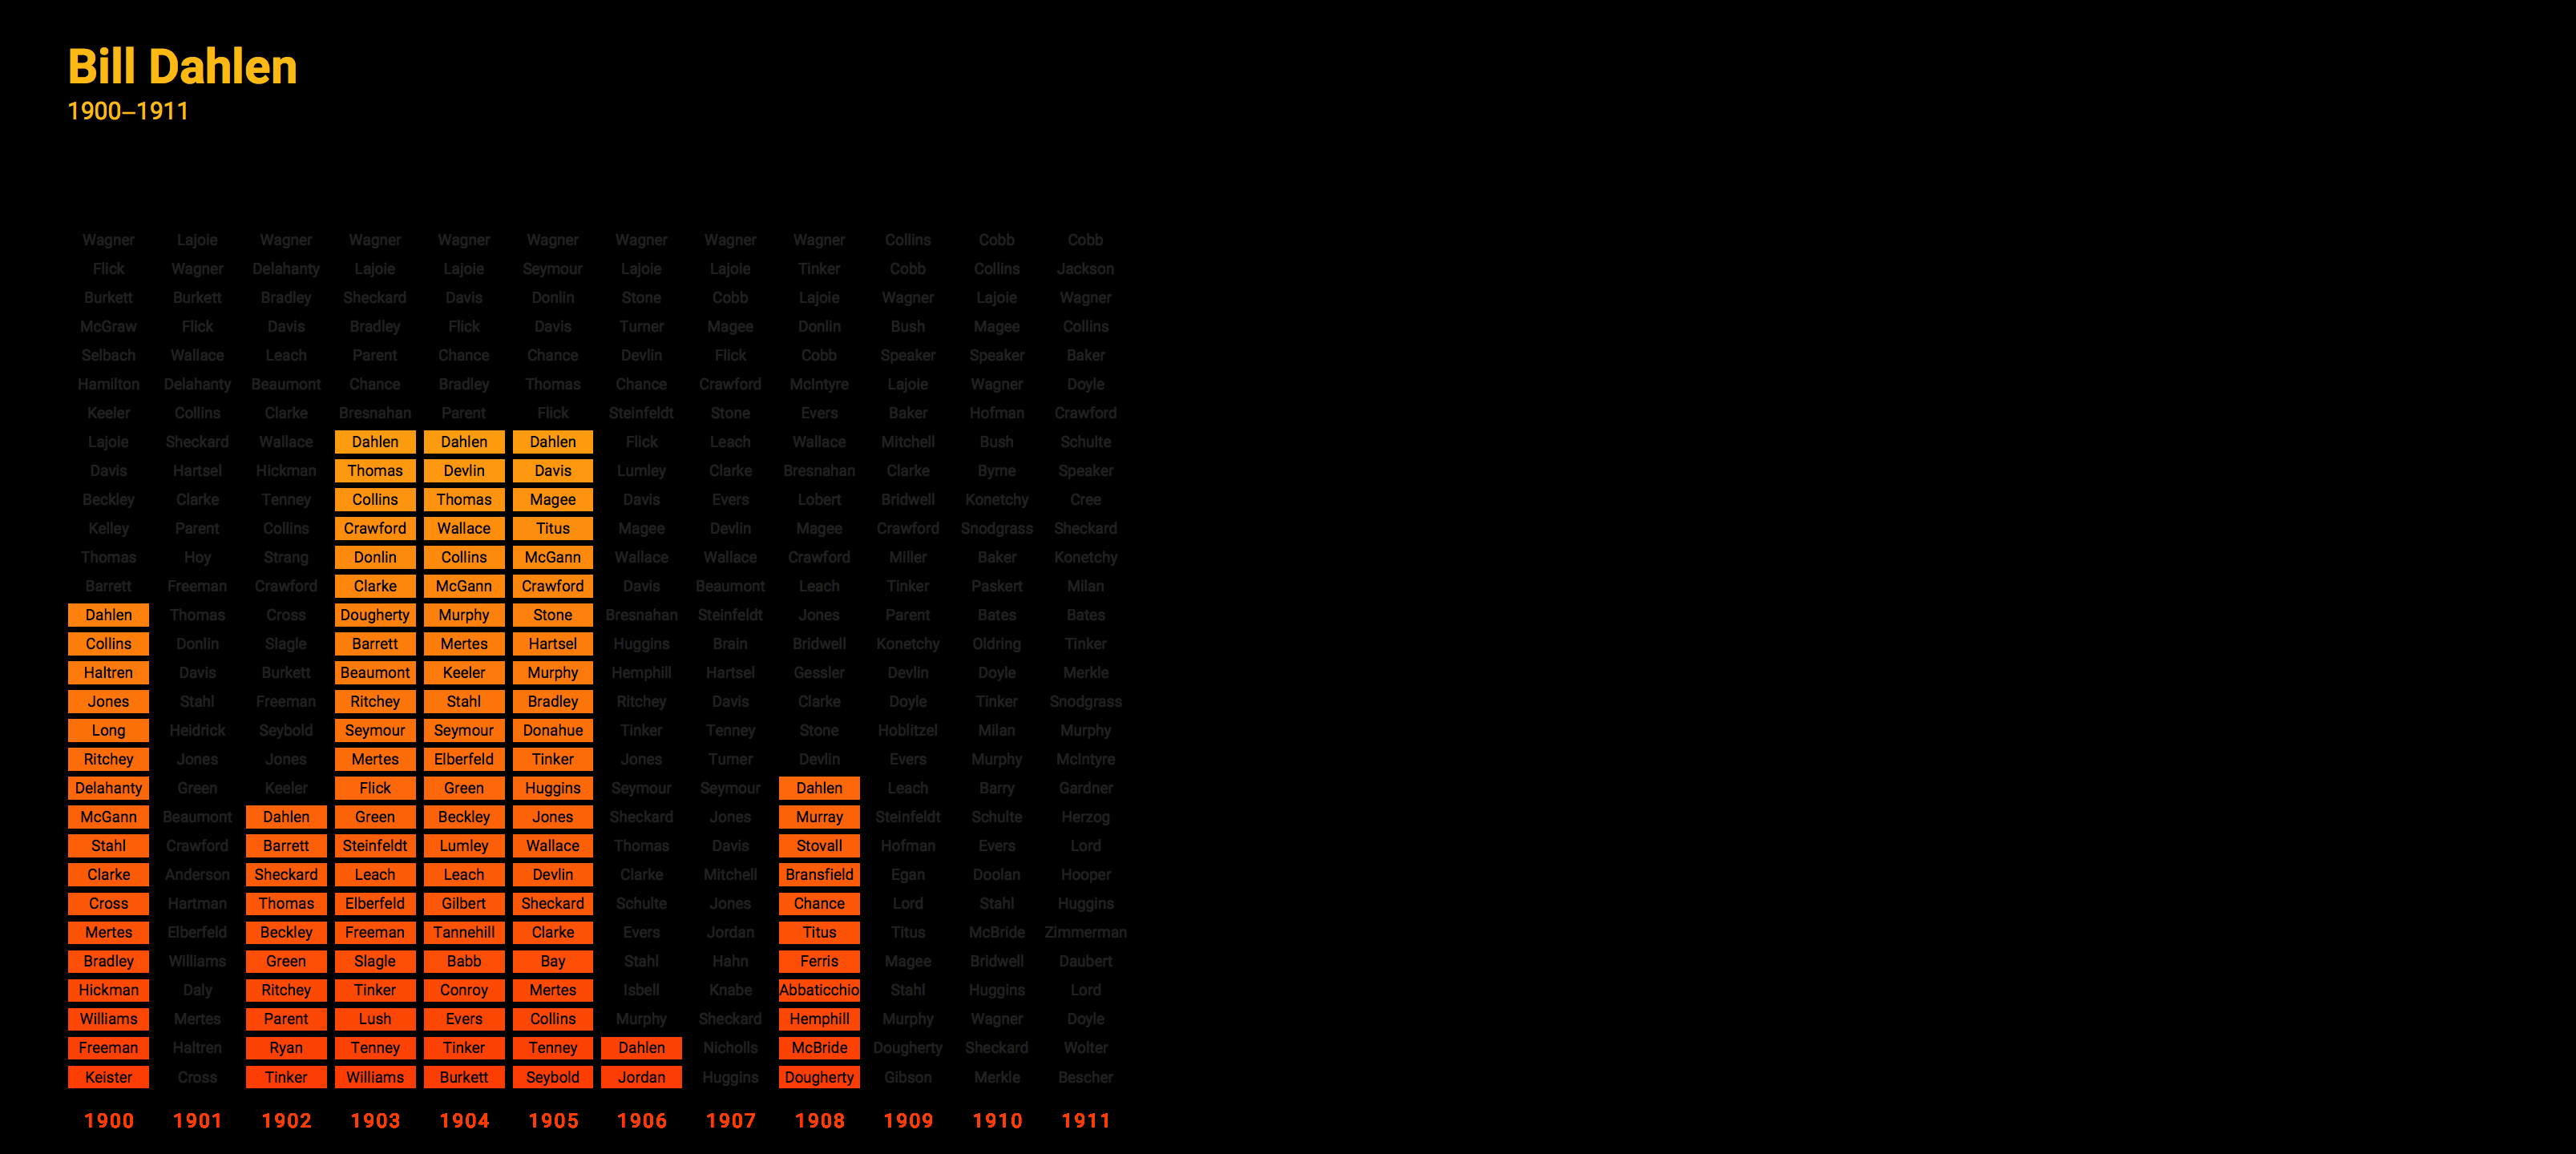 Bill Dahlen
1900–1911
Wagner Lajoie Wagner Wagner Wagner Wagner Wagner Wagner Wagner Collins Cobb Cobb
Flick Wagner Delahanty Lajoie Lajoie Seymour Lajoie Lajoie Tinker Cobb Collins Jackson
Burkett Burkett Bradley Sheckard Davis Donlin Stone Cobb Lajoie Wagner Lajoie Wagner
McGraw Flick Davis Bradley Flick Davis Turner Magee Donlin Bush Magee Collins
Selbach Wallace Leach Parent Chance Chance Devlin Flick Cobb Speaker Speaker Baker
Hamilton Delahanty Beaumont Chance Bradley Thomas Chance Crawford McIntyre Lajoie Wagner Doyle
Keeler Collins Clarke Bresnahan Parent Flick Steinfeldt Stone Evers Baker Hofman Crawford
Lajoie Sheckard Wallace Dahlen Dahlen Dahlen Flick Leach Wallace Mitchell Bush Schulte
Davis Hartsel Hickman Thomas Devlin Davis Lumley Clarke Bresnahan Clarke Byrne Speaker
Beckley Clarke Tenney Collins Thomas Magee Davis Evers Lobert Bridwell Konetchy Cree
Kelley Parent Collins Crawford Wallace Titus Magee Devlin Magee Crawford Snodgrass Sheckard
Thomas Hoy Strang Donlin Collins McGann Wallace Wallace Crawford Miller Baker Konetchy
Barrett Freeman Crawford Clarke McGann Crawford Davis Beaumont Leach Tinker Paskert Milan
Dahlen Thomas Cross Dougherty Murphy Stone Bresnahan Steinfeldt Jones Parent Bates Bates
Collins Donlin Slagle Barrett Mertes Hartsel Huggins Brain Bridwell Konetchy Oldring Tinker
Haltren Davis Burkett Beaumont Keeler Murphy Hemphill Hartsel Gessler Devlin Doyle Merkle
Jones Stahl Freeman Ritchey Stahl Bradley Ritchey Davis Clarke Doyle Tinker Snodgrass
Long Heidrick Seybold Seymour Seymour Donahue Tinker Tenney Stone Hoblitzel Milan Murphy
Ritchey Jones Jones Mertes Elberfeld Tinker Jones Turner Devlin Evers Murphy McIntyre
Delahanty Green Keeler Flick Green Huggins Seymour Seymour Dahlen Leach Barry Gardner
McGann Beaumont Dahlen Green Beckley Jones Sheckard Jones Murray Steinfeldt Schulte Herzog
Stahl Crawford Barrett Steinfeldt Lumley Wallace Thomas Davis Stovall Hofman Evers Lord
Clarke Anderson Sheckard Leach Leach Devlin Clarke Mitchell Bransfield Egan Doolan Hooper
Cross Hartman Thomas Elberfeld Gilbert Sheckard Schulte Jones Chance Lord Stahl Huggins
Mertes Elberfeld Beckley Freeman Tannehill Clarke Evers Jordan Titus Titus McBride Zimmerman
Bradley Williams Green Slagle Babb Bay Stahl Hahn Ferris Magee Bridwell Daubert
Hickman Daly Ritchey Tinker Conroy Mertes Isbell Knabe Abbaticchio Stahl Huggins Lord
Williams Mertes Parent Lush Evers Collins Murphy Sheckard Hemphill Murphy Wagner Doyle
Freeman Haltren Ryan Tenney Tinker Tenney Dahlen Nicholls McBride Dougherty Sheckard Wolter
Keister Cross Tinker Williams Burkett Seybold Jordan Huggins Dougherty Gibson Merkle Bescher
1900 1901 1902 1903 1904 1905 1906 1907 1908 1909 1910 1911